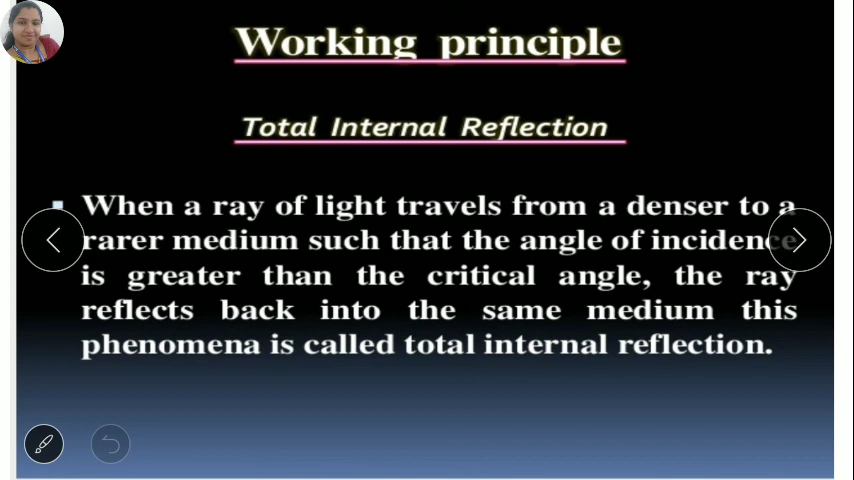 Working principle
Total Internal Reflection
When a ray of light travels from a denser to a
rarer medium such that the angle of incidence
is greater than the critical angle, the ray
reflects back into the same medium this
phenomena is called total internal reflection.